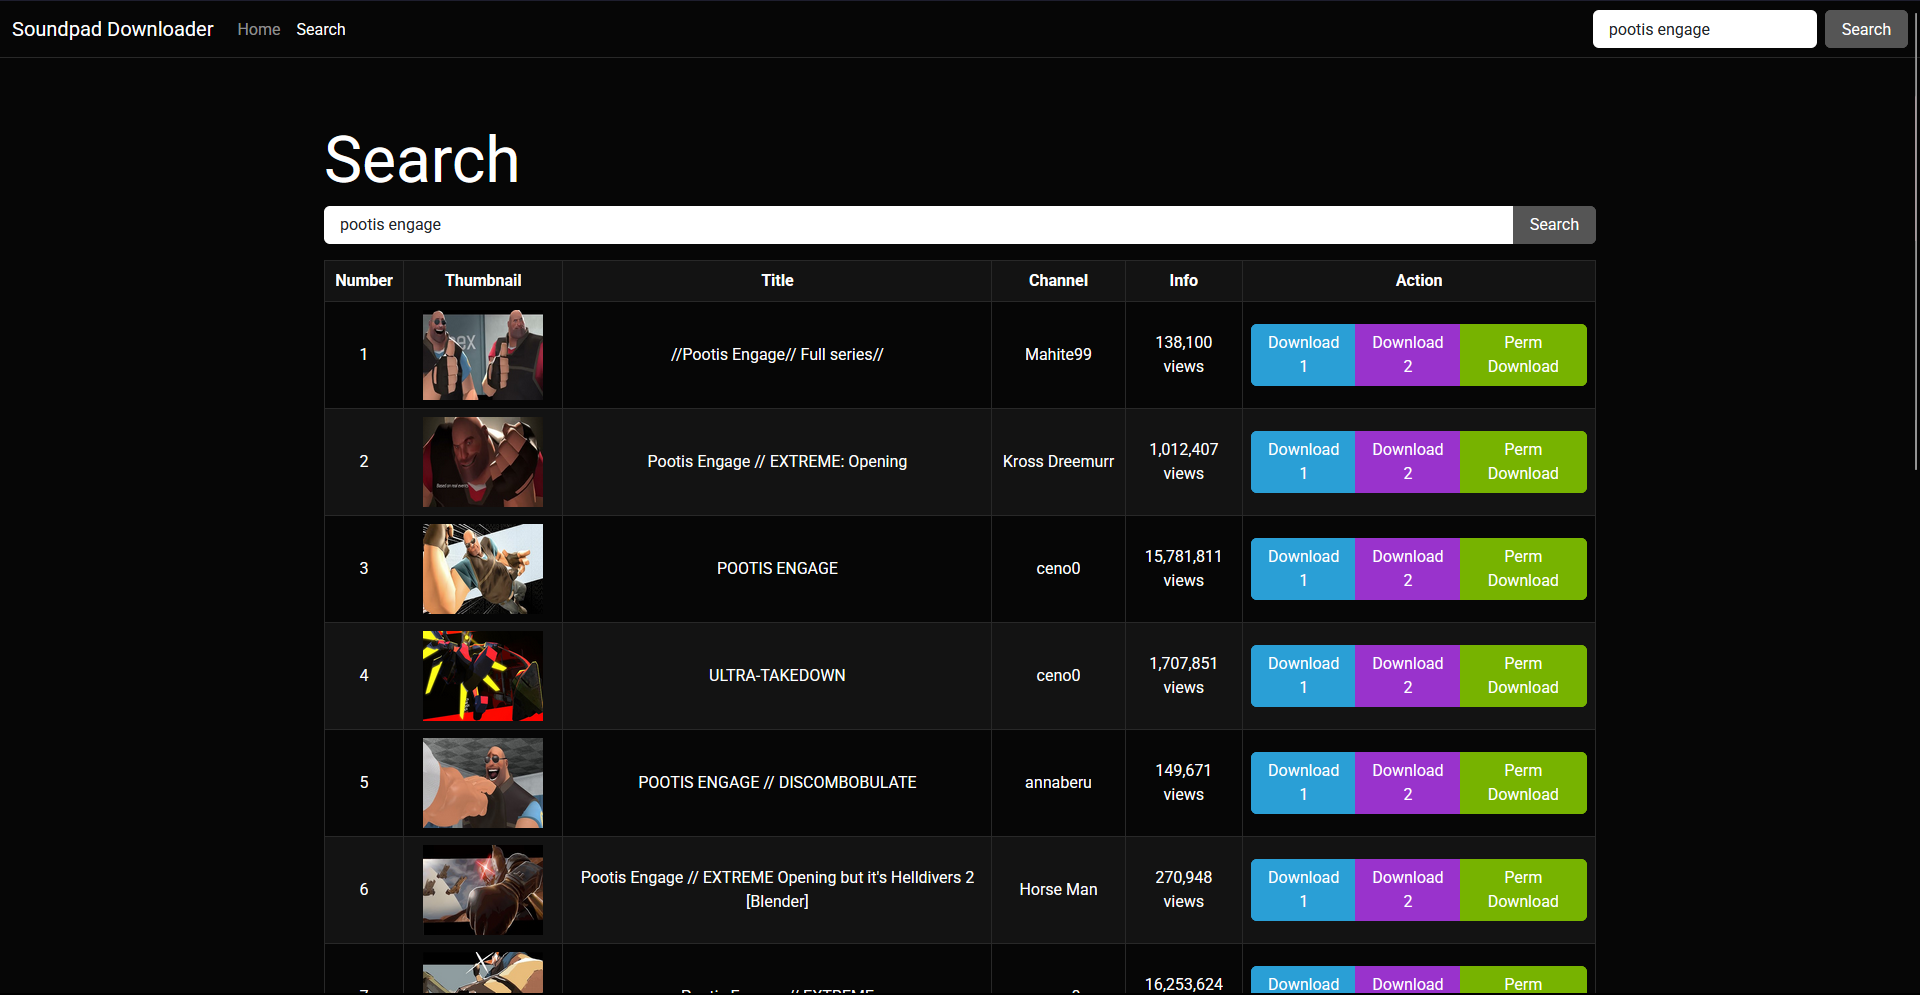 Soundpad Downloader Home Search pootis engage Search
Search
pootis engage Search
Number Thumbnail Title Channel Info Action
1 //Pootis Engage// Full series// Mahite99 138,100 views Download 1 Download 2 Perm Download
2 Pootis Engage // EXTREME: Opening Kross Dreemurr 1,012,407 views Download 1 Download 2 Perm Download
3 POOTIS ENGAGE ceno0 15,781,811 views Download 1 Download 2 Perm Download
4 ULTRA-TAKEDOWN ceno0 1,707,851 views Download 1 Download 2 Perm Download
5 POOTIS ENGAGE // DISCOMBOBULATE annaberu 149,671 views Download 1 Download 2 Perm Download
6 Pootis Engage // EXTREME Opening but it's Helldivers 2
[Blender] Horse Man 270,948 views Download 1 Download 2 Perm Download
16,253,624 Download Download Perm